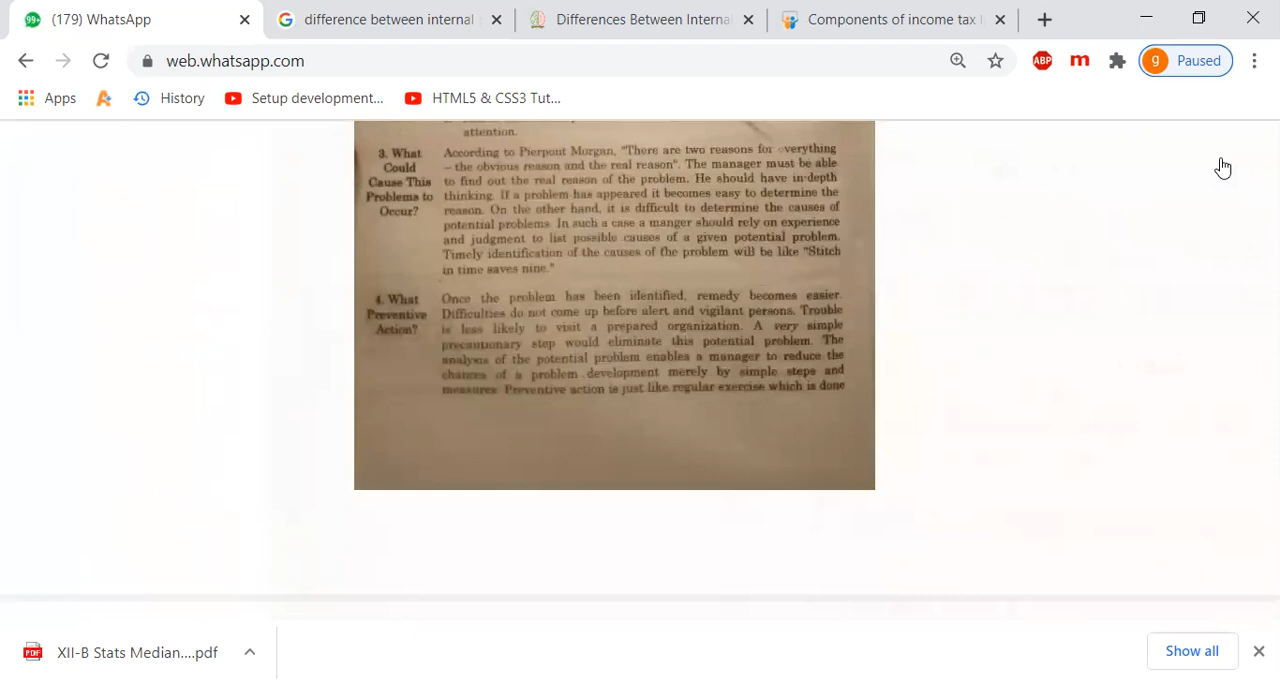 99+ (179) WhatsApp
difference between internal
Differences Between Interna
Components of income tax l
web.whatsapp.com
ABP
m
g Paused
Apps
History
Setup development...
HTML5 & CSS3 Tut...
attention.
3. What Could Cause This Problems to Occur?
According to Pierpont Morgan, "There are two reasons for everything
– the obvious reason and the real reason". The manager must be able
to find out the real reason of the problem. He should have in-depth
thinking. If a problem has appeared it becomes easy to determine the
reason. On the other hand, it is difficult to determine the causes of
potential problems. In such a case a manger should rely on experience
and judgment to list possible causes of a given potential problem.
Timely identification of the causes of the problem will be like "Stitch
in time saves nine."
4. What Preventive Action?
Once the problem has been identified, remedy becomes easier.
Difficulties do not come up before alert and vigilant persons. Trouble
is less likely to visit a prepared organization. A very simple
precautionary step would eliminate this potential problem. The
analysis of the potential problem enables a manager to reduce the
chances of a problem development merely by simple steps and
measures. Preventive action is just like regular exercise which is done
PDF
XII-B Stats Median....pdf
Show all